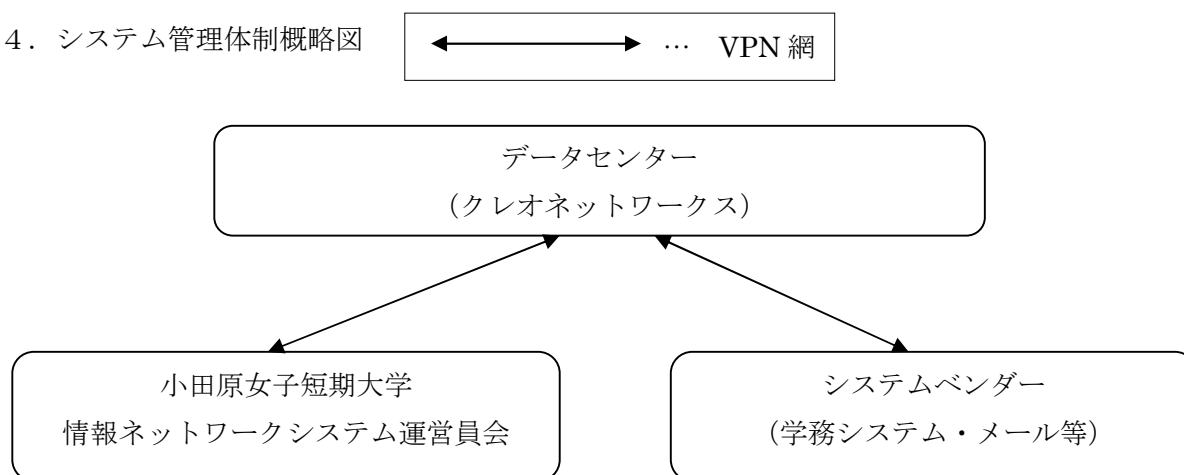 ４．システム管理体制概略図
… VPN 網
データセンター
（クレオネットワークス）
小田原女子短期大学
情報ネットワークシステム運営員会
システムベンダー
（学務システム・メール等）